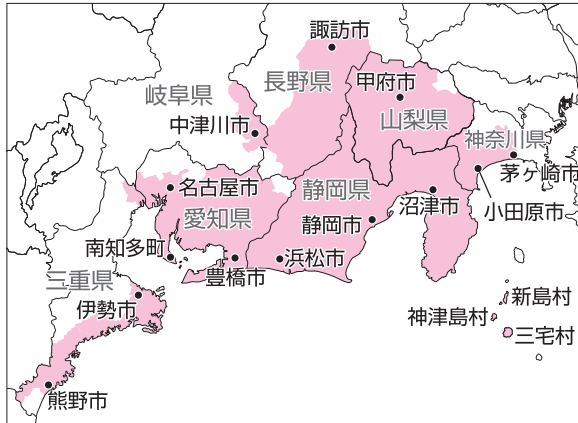 諏訪市
長野県
甲府市
岐阜県
山梨県
中津川市
神奈川県
茅ヶ崎市
名古屋市
静岡県
沼津市
小田原市
愛知県
静岡市
南知多町
豊橋市
浜松市
三重県
伊勢市
新島村
神津島村
三宅村
熊野市